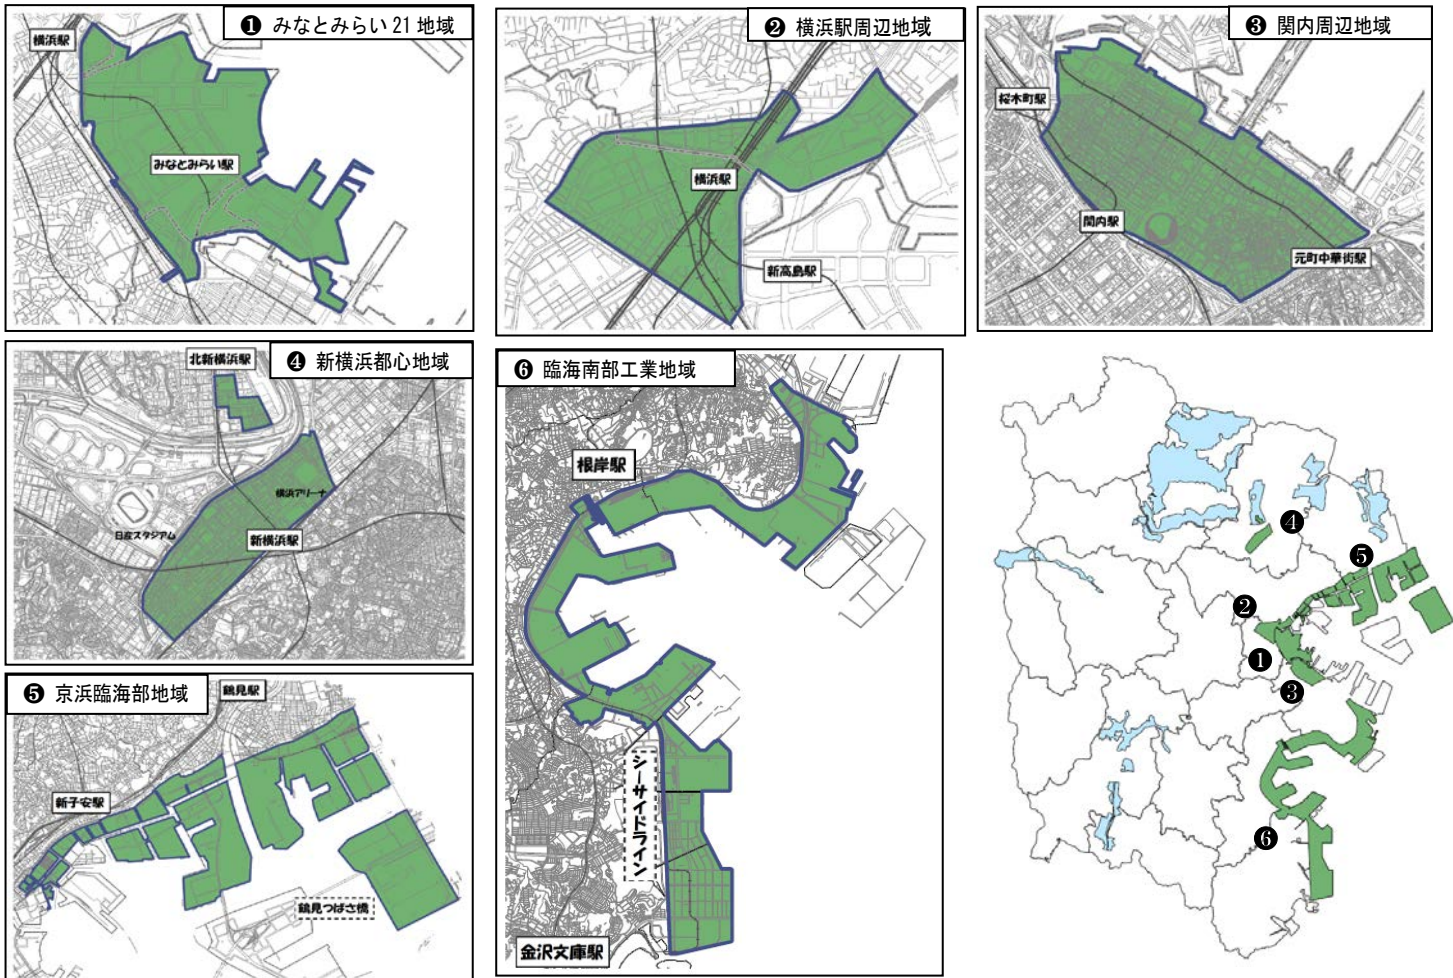 ❶ みなとみらい21地域
横浜駅
みなとみらい駅
❷ 横浜駅周辺地域
横浜駅
新高島駅
❸ 関内周辺地域
桜木町駅
関内駅
元町中華街駅
❹ 新横浜都心地域
北新横浜駅
横浜アリーナ
日産スタジアム
新横浜駅
❺ 京浜臨海部地域
鶴見駅
新子安駅
鶴見つばさ橋
❻ 臨海南部工業地域
根岸駅
シーサイドライン
金沢文庫駅
❹
❺
❷
❶
❸
❻